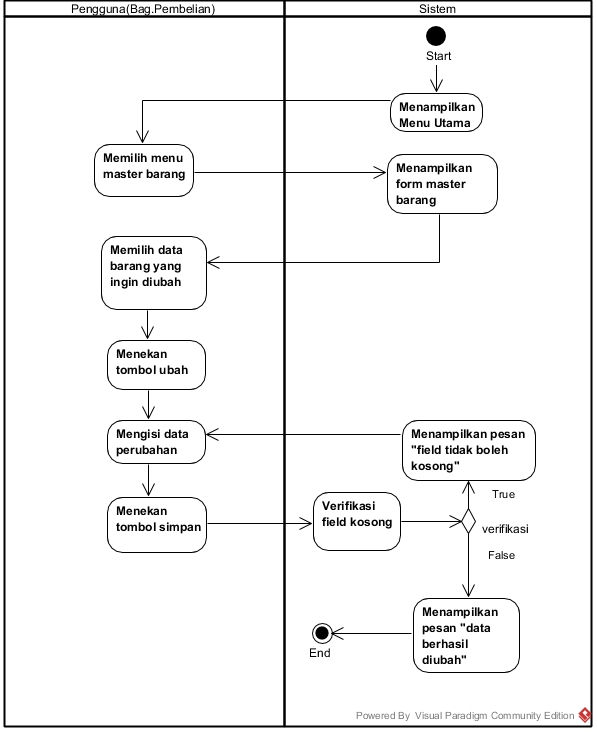 Pengguna(Bag.Pembelian)
Sistem
Start
Menampilkan
Menu Utama
Memilih menu
master barang
Menampilkan
form master
barang
Memilih data
barang yang
ingin diubah
Menekan
tombol ubah
Mengisi data
perubahan
Menampilkan pesan
"field tidak boleh
kosong"
True
Menekan
tombol simpan
Verifikasi
field kosong
verifikasi
False
Menampilkan
pesan "data
berhasil
diubah"
End
Powered By Visual Paradigm Community Edition